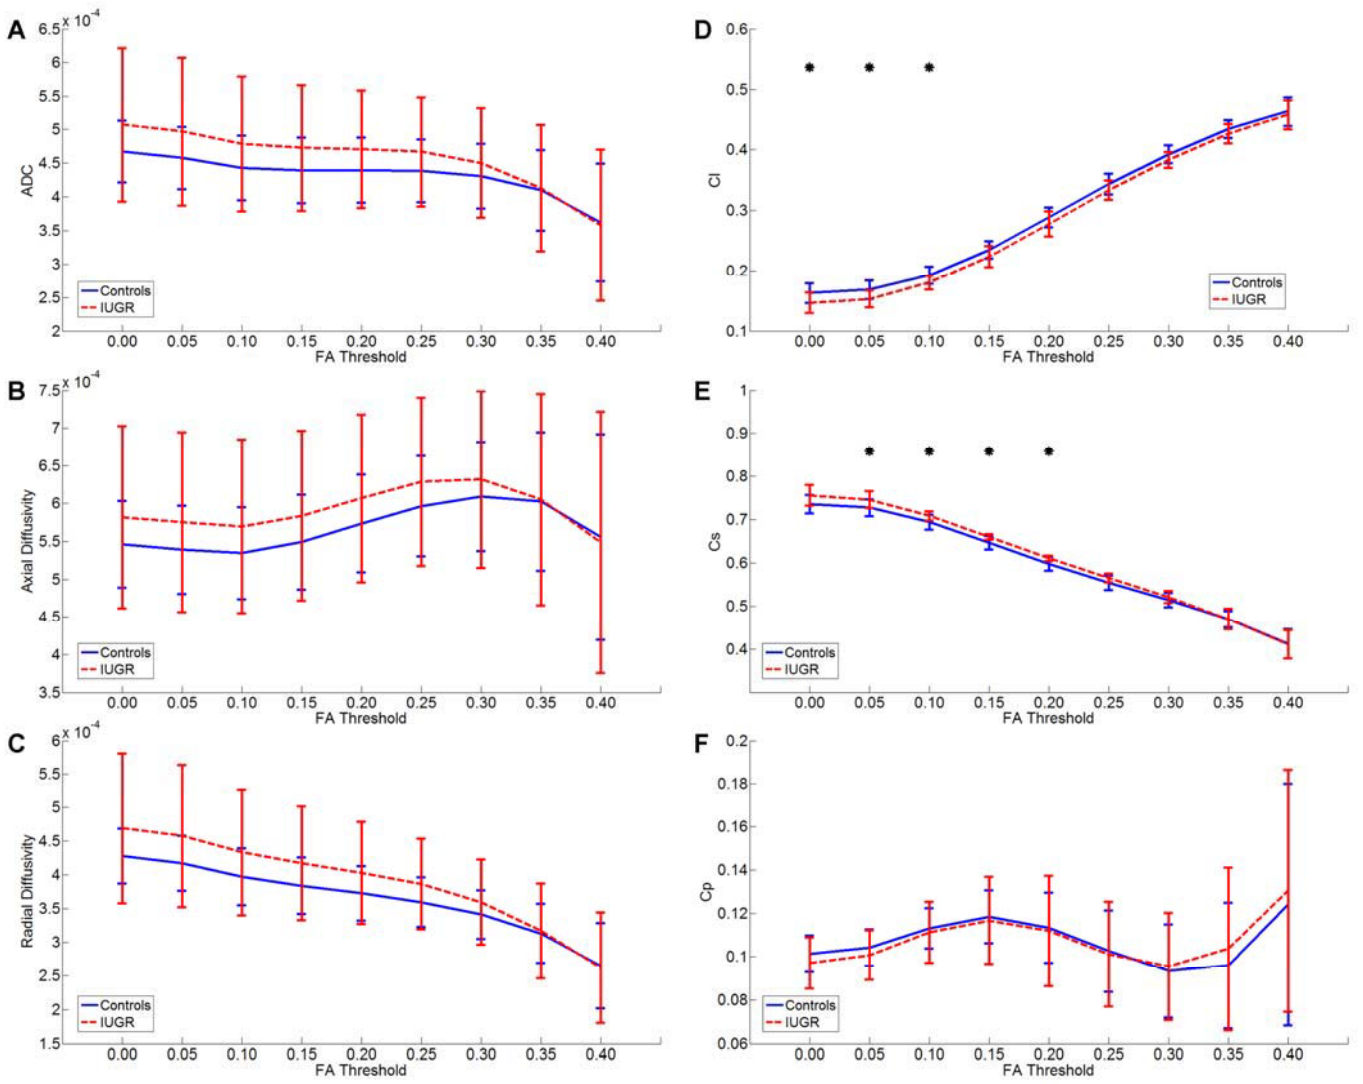 A
x 10⁻⁴
6.5
6
5.5
5
4.5
4
3.5
3
2.5
2
ADC
Controls
IUGR
0.00 0.05 0.10 0.15 0.20 0.25 0.30 0.35 0.40
FA Threshold
B
x 10⁻⁴
7.5
7
6.5
6
5.5
5
4.5
4
3.5
Axial Diffusivity
Controls
IUGR
0.00 0.05 0.10 0.15 0.20 0.25 0.30 0.35 0.40
FA Threshold
C
x 10⁻⁴
6
5.5
5
4.5
4
3.5
3
2.5
2
1.5
Radial Diffusivity
Controls
IUGR
0.00 0.05 0.10 0.15 0.20 0.25 0.30 0.35 0.40
FA Threshold
D
0.6
0.5
0.4
0.3
0.2
0.1
Cl
* * *
Controls
IUGR
0.00 0.05 0.10 0.15 0.20 0.25 0.30 0.35 0.40
FA Threshold
E
1
0.9
0.8
0.7
0.6
0.5
0.4
Cs
* * * *
Controls
IUGR
0.00 0.05 0.10 0.15 0.20 0.25 0.30 0.35 0.40
FA Threshold
F
0.2
0.18
0.16
0.14
0.12
0.1
0.08
0.06
Cp
Controls
IUGR
0.00 0.05 0.10 0.15 0.20 0.25 0.30 0.35 0.40
FA Threshold